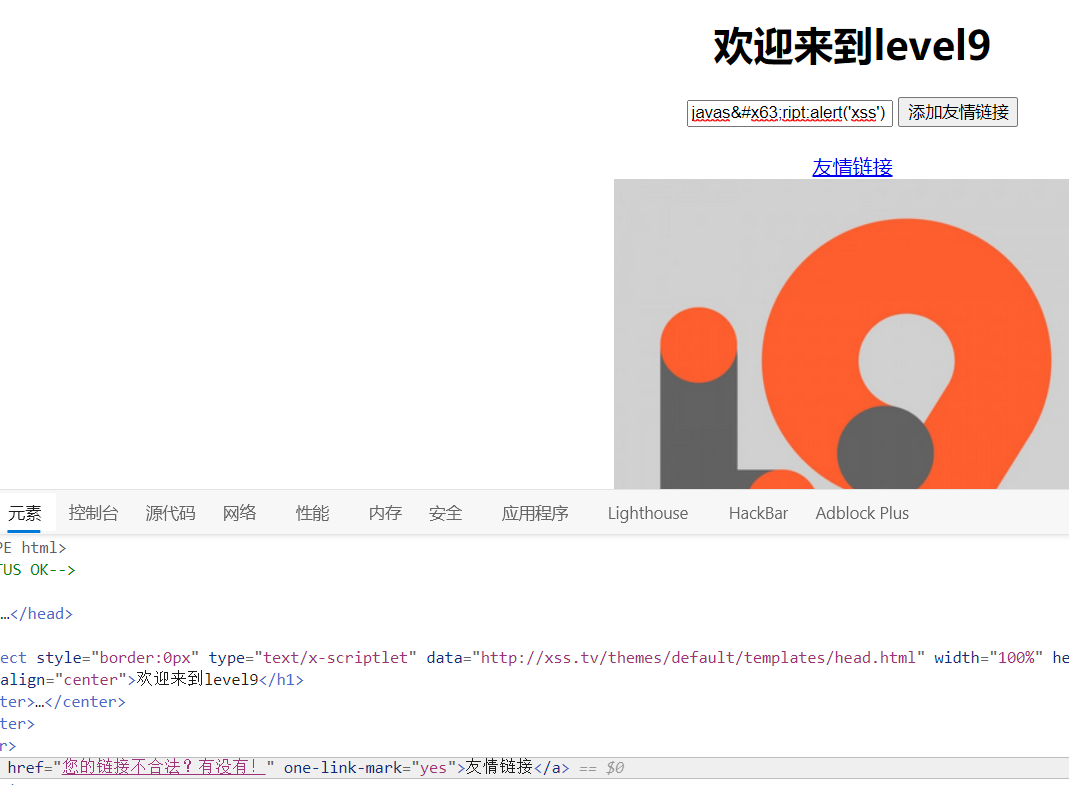 欢迎来到level9
javas&#x63;ript:alert('xss') 添加友情链接
友情链接
元素 控制台 源代码 网络 性能 内存 安全 应用程序 Lighthouse HackBar Adblock Plus
PE html>
TUS OK-->
…</head>
ect style="border:0px" type="text/x-scriptlet" data="http://xss.tv/themes/default/templates/head.html" width="100%" he
align="center">欢迎来到level9</h1>
ter>…</center>
ter>
r>
href="您的链接不合法？有没有！" one-link-mark="yes">友情链接</a> == $0